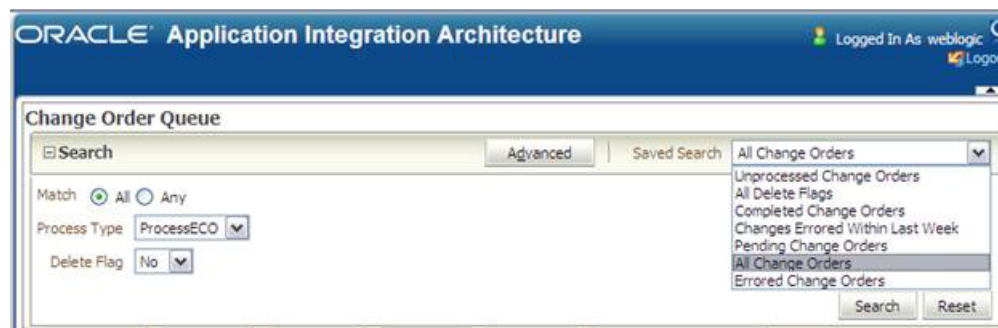 ORACLE Application Integration Architecture
Logged In As weblogic
Change Order Queue
Search
Advanced
Saved Search All Change Orders
Unprocessed Change Orders
All Delete Flags
Completed Change Orders
Changes Errored Within Last Week
Pending Change Orders
All Change Orders
Errored Change Orders
Match All Any
Process Type ProcessECO
Delete Flag No
Search Reset